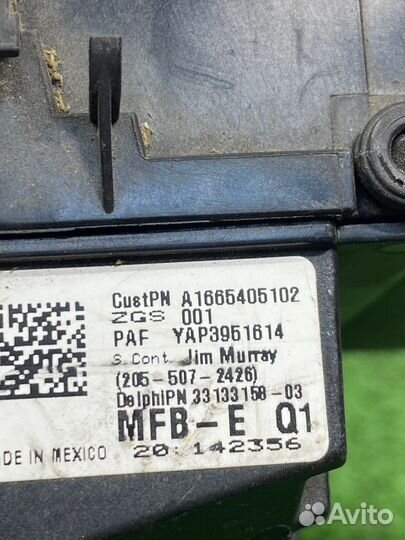 CustPN A1665405102
ZGS 001
PAF YAP3951614
S.Cont. Jim Murray
(205-507-2426)
DelphiPN 33133158-03
MFB-E Q1
DE IN MEXICO 20: 142356
Avito